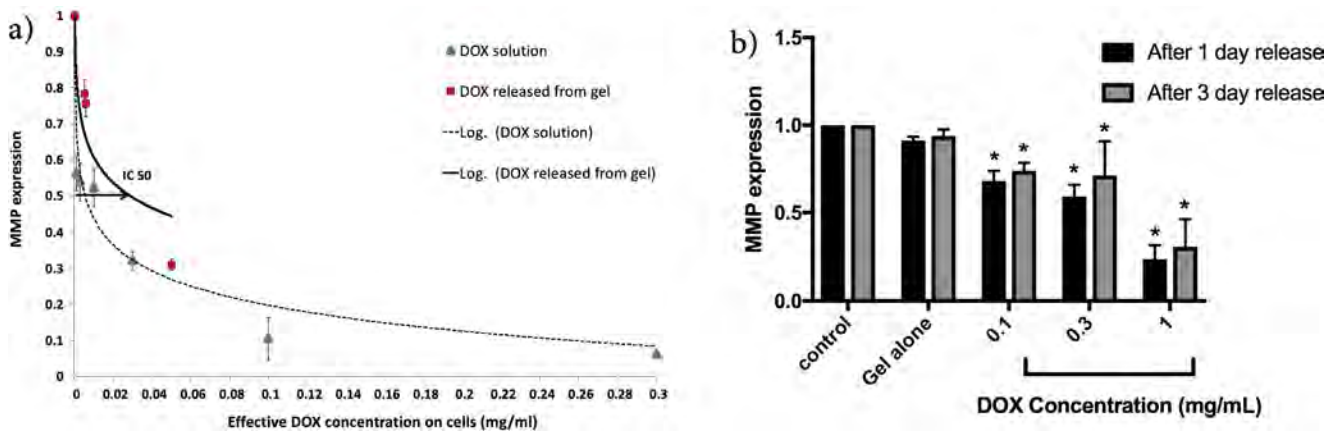 a)
1
0.9
0.8
0.7
0.6
0.5
0.4
0.3
0.2
0.1
0
MMP expression
IC 50
DOX solution
DOX released from gel
Log. (DOX solution)
Log. (DOX released from gel)
0 0.02 0.04 0.06 0.08 0.1 0.12 0.14 0.16 0.18 0.2 0.22 0.24 0.26 0.28 0.3
Effective DOX concentration on cells (mg/ml)
b)
After 1 day release
After 3 day release
1.5
1.0
0.5
0.0
MMP expression
* * * * * *
control Gel alone 0.1 0.3 1
DOX Concentration (mg/mL)